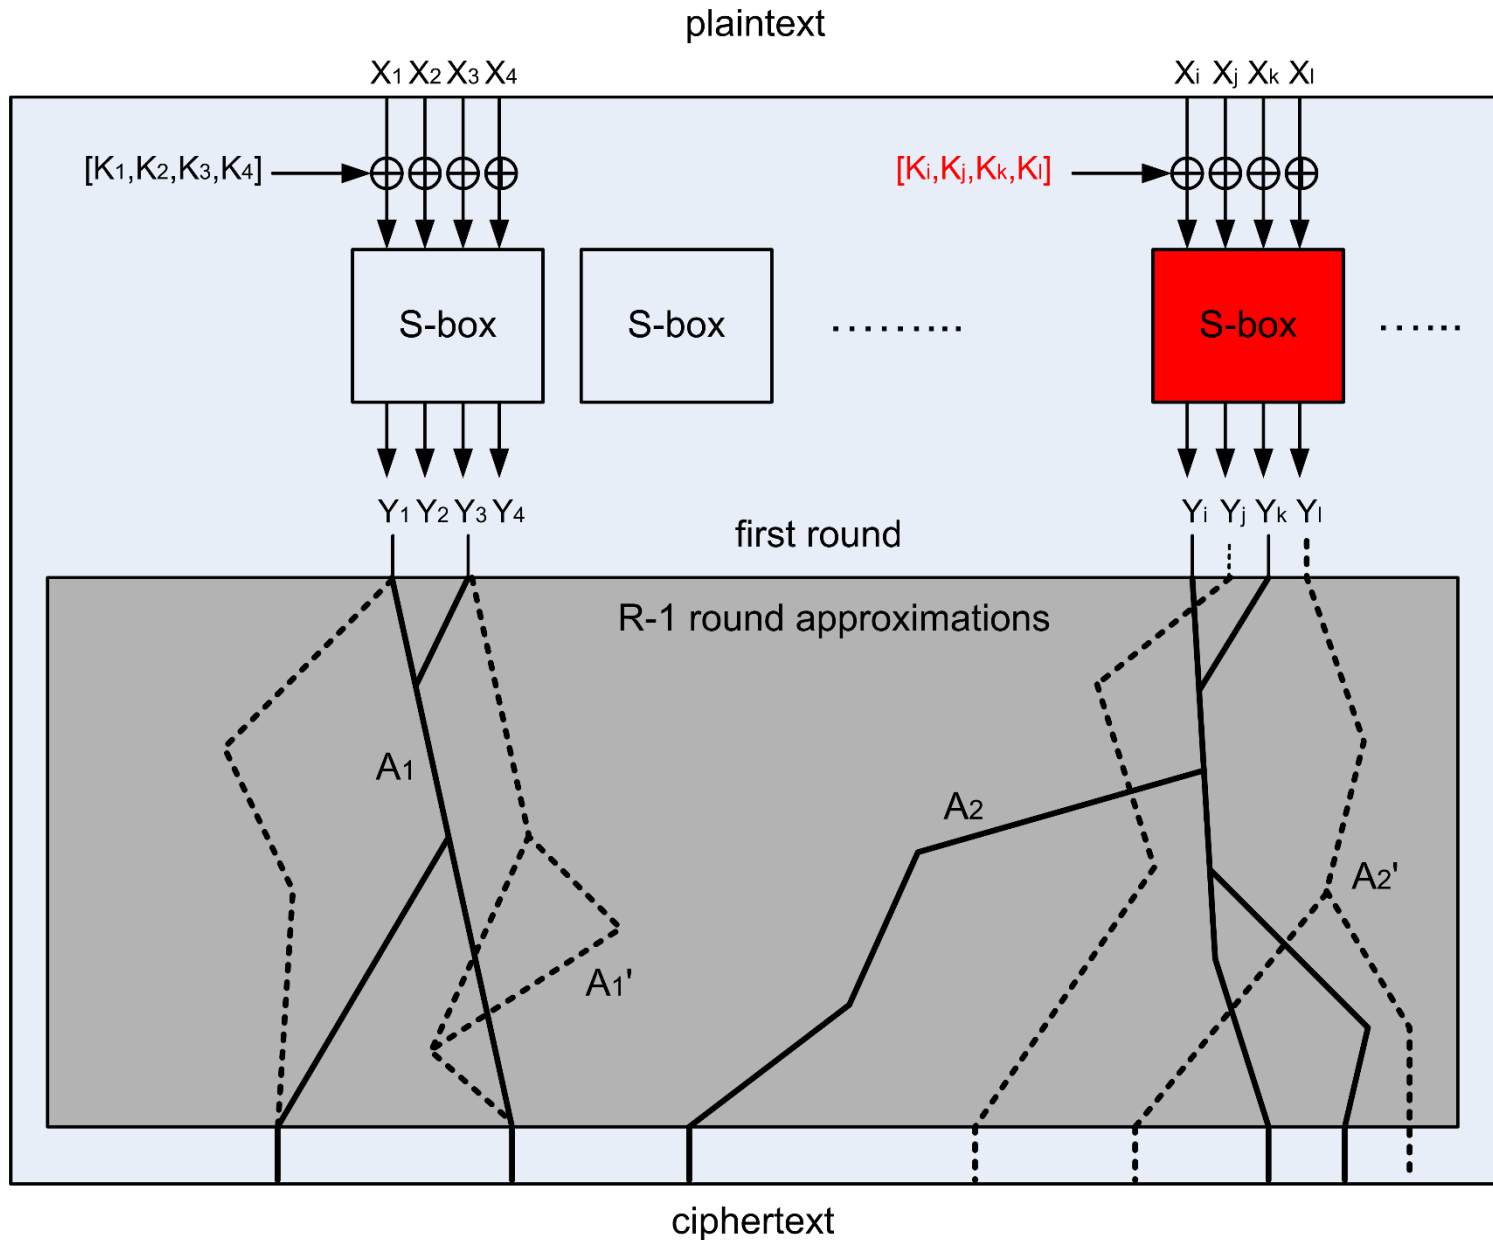 plaintext
X1 X2 X3 X4 Xi Xj Xk Xl
[K1,K2,K3,K4] [Ki,Kj,Kk,Kl]
S-box S-box ......... S-box ......
Y1 Y2 Y3 Y4 Yi Yj Yk Yl
first round
R-1 round approximations
A1
A2
A2'
A1'
ciphertext